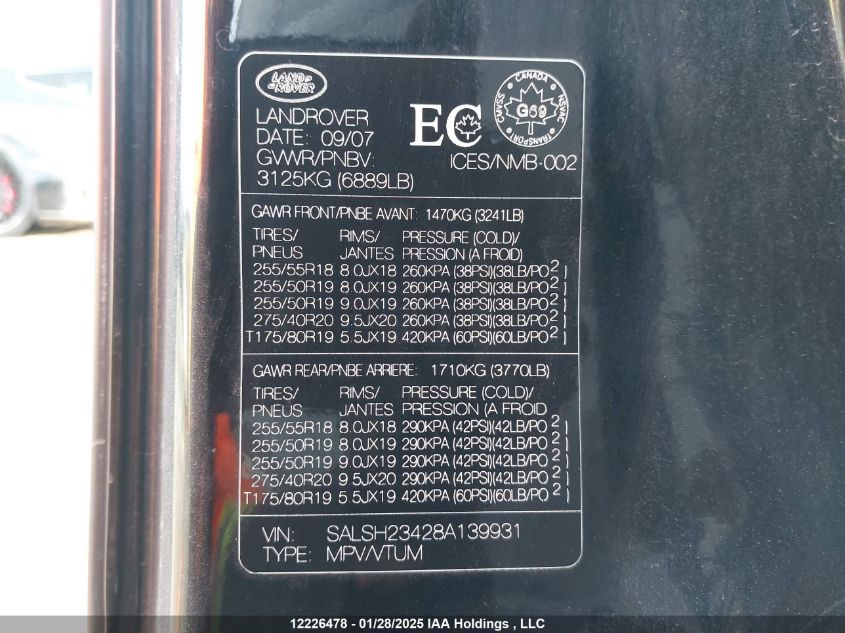 LAND ROVER
LANDROVER
DATE: 09/07
GVWR/PNBV:
3125KG (6889LB)
EC
CANADA
CMVSS NSVAC
G69
TRANSPORT
ICES/NMB-002
GAWR FRONT/PNBE AVANT: 1470KG (3241LB)
TIRES/ RIMS/ PRESSURE (COLD)/
PNEUS JANTES PRESSION (A FROID)
255/55R18 8.0JX18 260KPA (38PSI)(38LB/PO2)
255/50R19 8.0JX19 260KPA (38PSI)(38LB/PO2)
255/50R19 9.0JX19 260KPA (38PSI)(38LB/PO2)
275/40R20 9.5JX20 260KPA (38PSI)(38LB/PO2)
T175/80R19 5.5JX19 420KPA (60PSI)(60LB/PO2)
GAWR REAR/PNBE ARRIERE: 1710KG (3770LB)
TIRES/ RIMS/ PRESSURE (COLD)/
PNEUS JANTES PRESSION (A FROID
255/55R18 8.0JX18 290KPA (42PSI)(42LB/PO2)
255/50R19 8.0JX19 290KPA (42PSI)(42LB/PO2)
255/50R19 9.0JX19 290KPA (42PSI)(42LB/PO2)
275/40R20 9.5JX20 290KPA (42PSI)(42LB/PO2)
T175/80R19 5.5JX19 420KPA (60PSI)(60LB/PO2)
VIN: SALSH23428A139931
TYPE: MPV/VTUM
12226478 - 01/28/2025 IAA Holdings , LLC